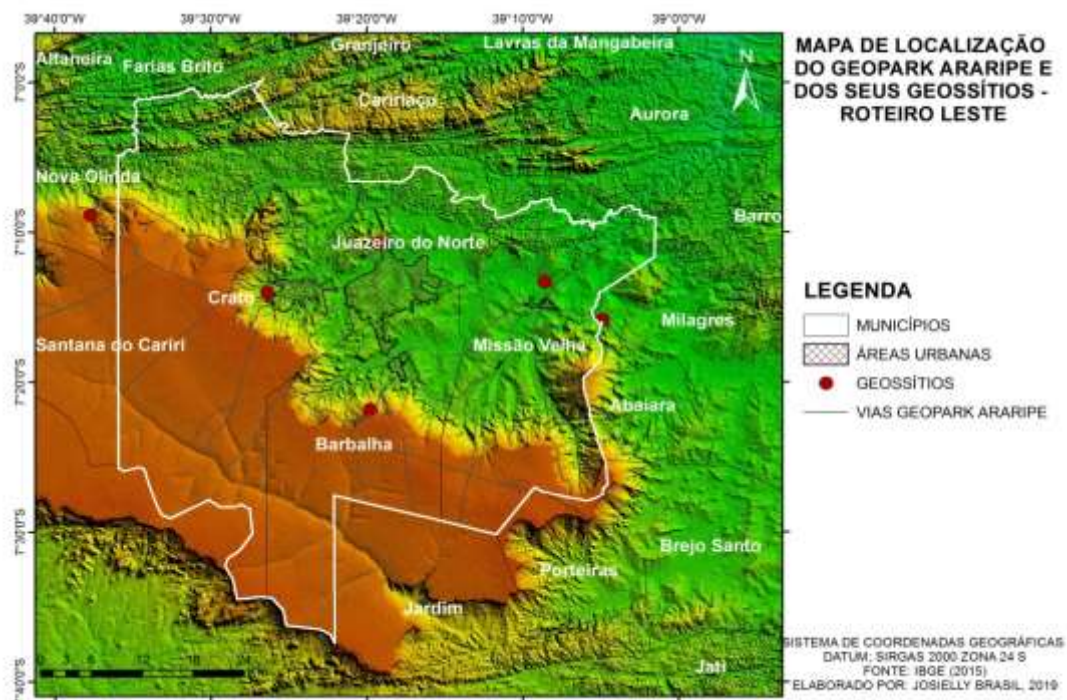 39°40'0"W
39°30'0"W
39°20'0"W
39°10'0"W
39°0'0"W
MAPA DE LOCALIZAÇÃO
DO GEOPARK ARARIPE E
DOS SEUS GEOSSÍTIOS -
ROTEIRO LESTE
Altaneira
Farias Brito
Granjeiro
Lavras da Mangabeira
N
Caririaçu
Aurora
7°0'0"S
Nova Olinda
Barro
7°10'0"S
Juazeiro do Norte
Crato
Santana do Cariri
Missão Velha
Milagres
7°20'0"S
Abaiara
Barbalha
7°30'0"S
Brejo Santo
Porteiras
Jardim
Jati
7°40'0"S
LEGENDA
MUNICÍPIOS
ÁREAS URBANAS
GEOSSÍTIOS
VIAS GEOPARK ARARIPE
SISTEMA DE COORDENADAS GEOGRÁFICAS
DATUM: SIRGAS 2000 ZONA 24 S
FONTE: IBGE (2015)
ELABORADO POR: JOSIELLY BRASIL, 2019